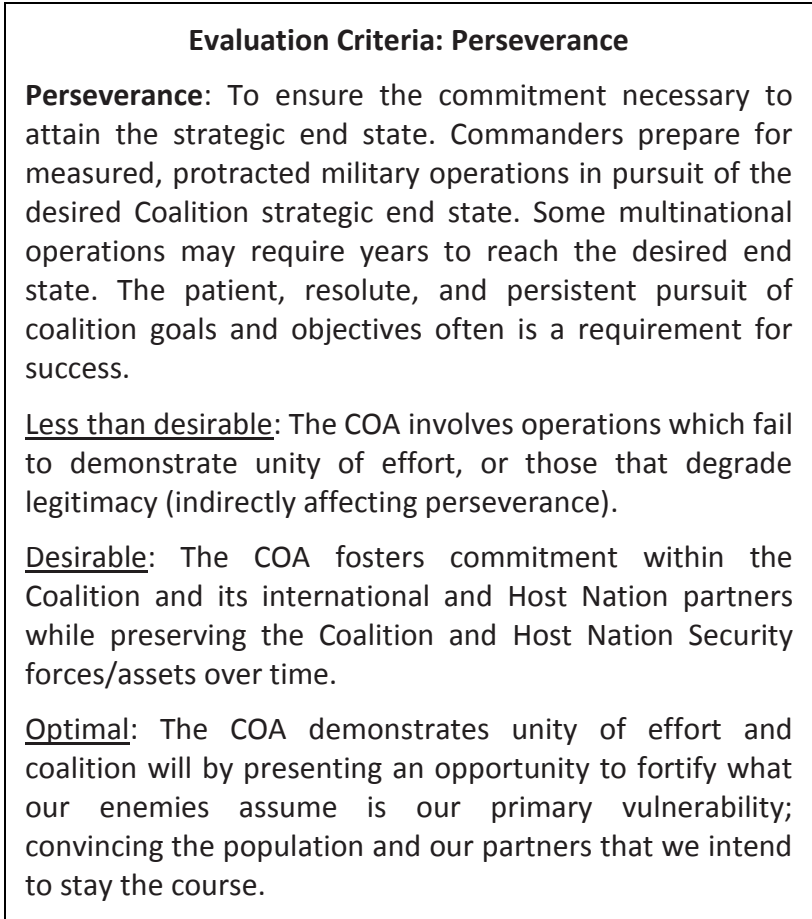 Evaluation Criteria: Perseverance
Perseverance: To ensure the commitment necessary to
attain the strategic end state. Commanders prepare for
measured, protracted military operations in pursuit of the
desired Coalition strategic end state. Some multinational
operations may require years to reach the desired end
state. The patient, resolute, and persistent pursuit of
coalition goals and objectives often is a requirement for
success.
Less than desirable: The COA involves operations which fail
to demonstrate unity of effort, or those that degrade
legitimacy (indirectly affecting perseverance).
Desirable: The COA fosters commitment within the
Coalition and its international and Host Nation partners
while preserving the Coalition and Host Nation Security
forces/assets over time.
Optimal: The COA demonstrates unity of effort and
coalition will by presenting an opportunity to fortify what
our enemies assume is our primary vulnerability;
convincing the population and our partners that we intend
to stay the course.